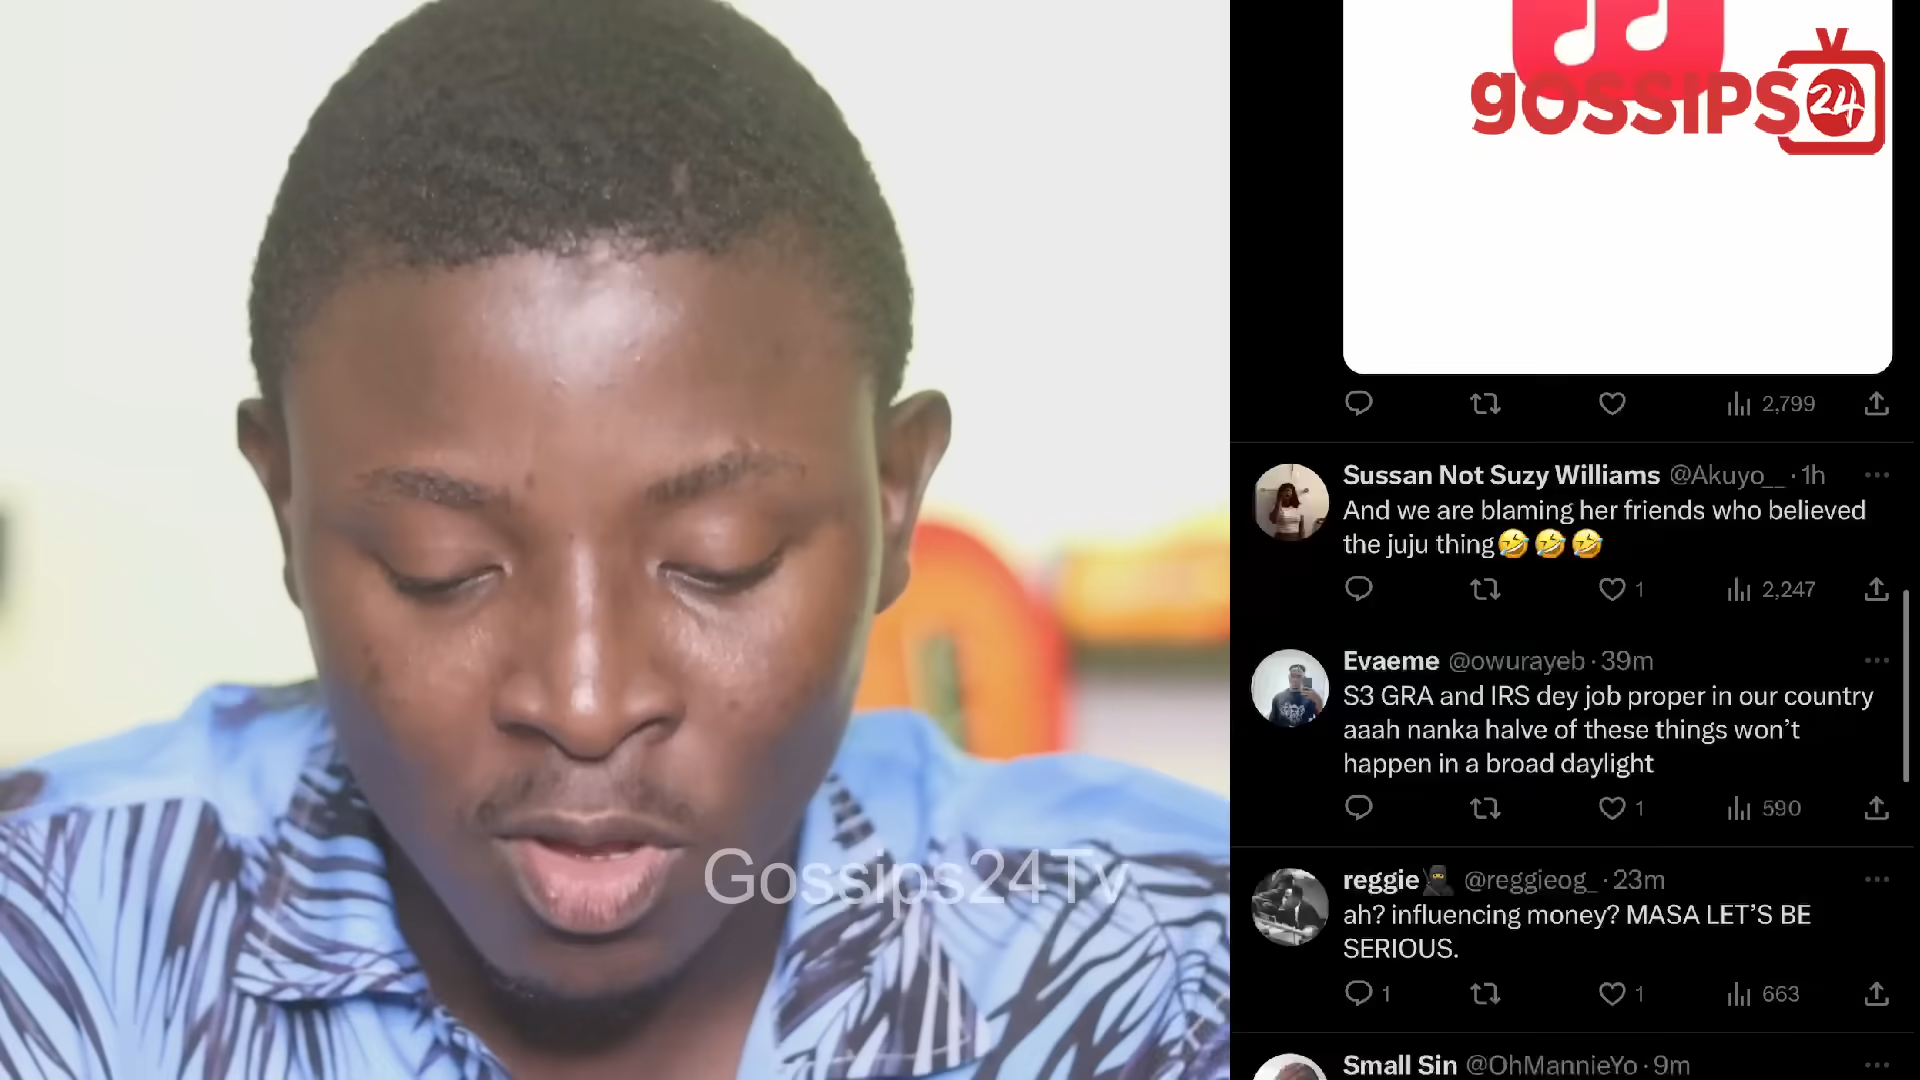 gossips24
2,799
Sussan Not Suzy Williams @Akuyo__ · 1h
And we are blaming her friends who believed
the juju thing🤣🤣🤣
1 2,247
Evaeme @owurayeb · 39m
S3 GRA and IRS dey job proper in our country
aaah nanka halve of these things won’t
happen in a broad daylight
1 590
reggie🥷 @reggieog_ · 23m
ah? influencing money? MASA LET’S BE
SERIOUS.
1 1 663
Small Sin @OhMannieYo · 9m
Gossips24Tv